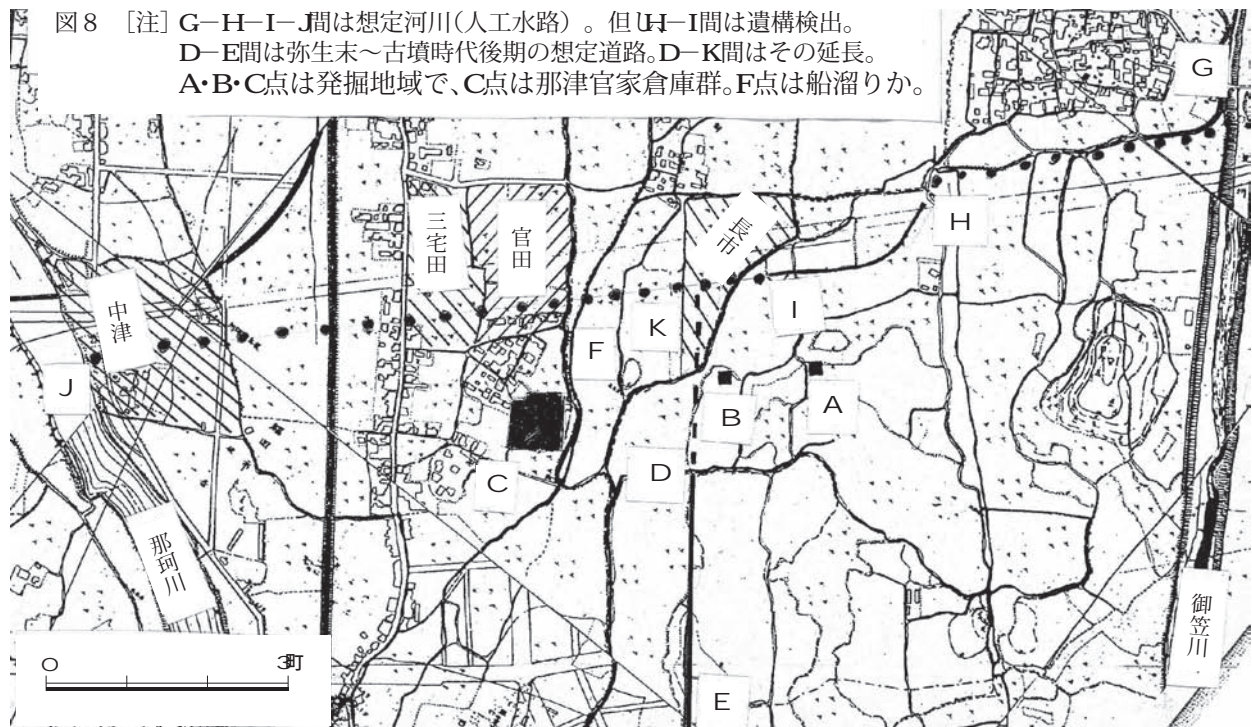 図8 [注] G－H－I－J間は想定河川(人工水路)。但しH－I間は遺構検出。
D－E間は弥生末～古墳時代後期の想定道路。D－K間はその延長。
A・B・C点は発掘地域で、C点は那津官家倉庫群。F点は船溜りか。
G
三宅田
官田
長市
H
中津
I
K
F
J
A
B
D
C
那珂川
御笠川
0
3町
E